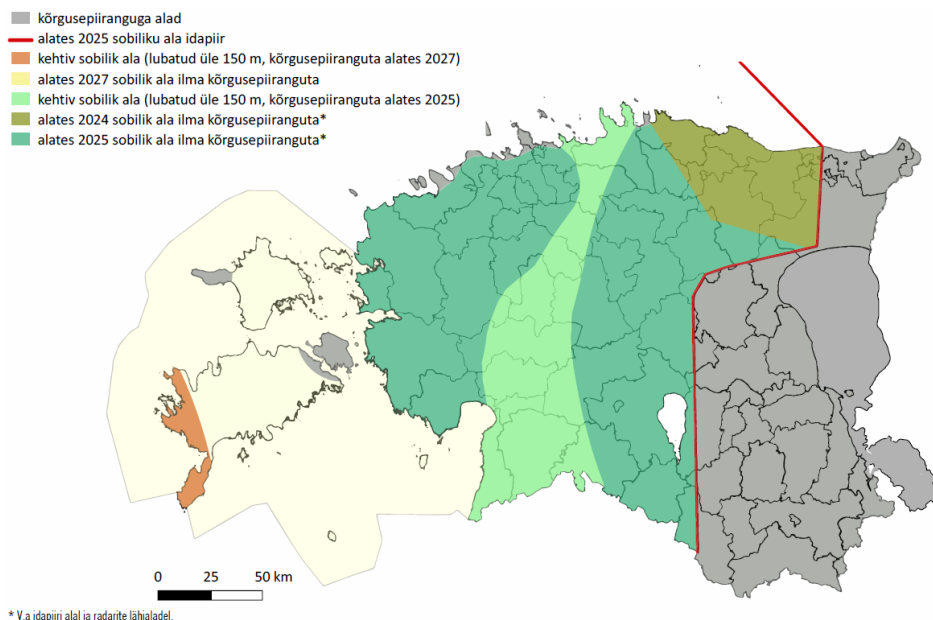 kõrgusepiiranguga alad
alates 2025 sobiliku ala idapiir
kehtiv sobilik ala (lubatud üle 150 m, kõrgusepiiranguta alates 2027)
alates 2027 sobilik ala ilma kõrgusepiiranguta
kehtiv sobilik ala (lubatud üle 150 m, kõrgusepiiranguta alates 2025)
alates 2024 sobilik ala ilma kõrgusepiiranguta*
alates 2025 sobilik ala ilma kõrgusepiiranguta*
0 25 50 km
* V.a idapiiri alal ja radarite lähialadel.